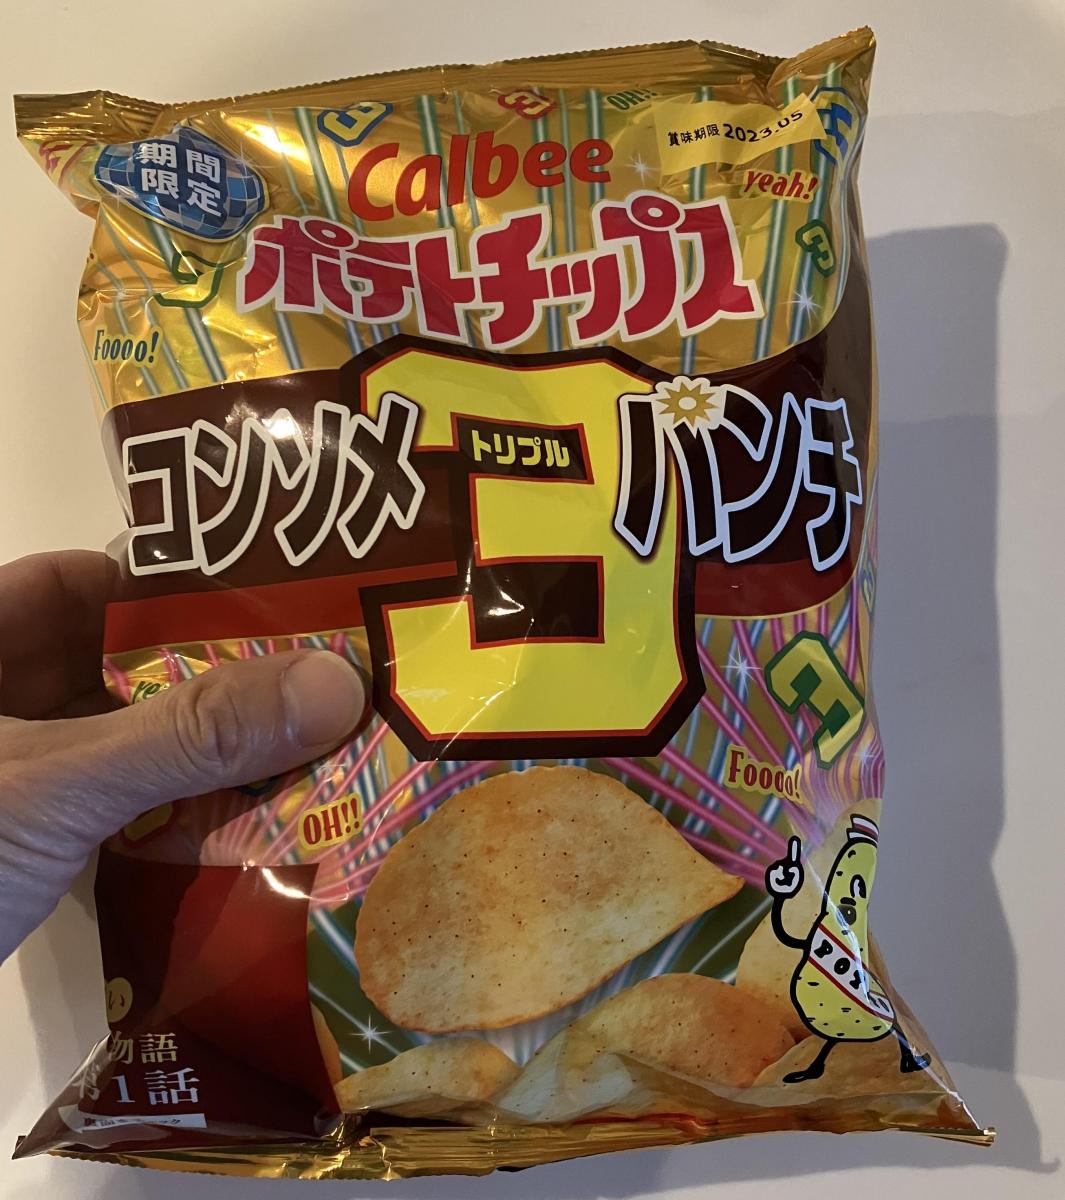 期間
限定
Calbee
OH!!
賞味期限 2023.05
yeah!
ポテトチップス
Foooo!
コンソメ
3
トリプル
パンチ
Foooo!
OH!!
い
物語
1話